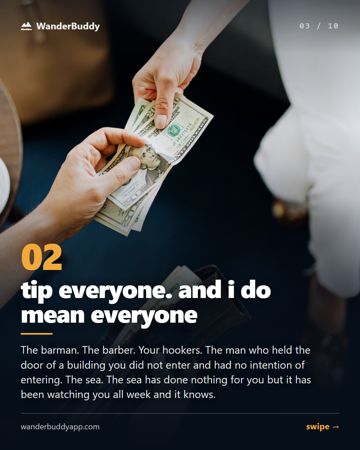 WanderBuddy
03 / 10
02
tip everyone. and i do
mean everyone
The barman. The barber. Your hookers. The man who held the
door of a building you did not enter and had no intention of
entering. The sea. The sea has done nothing for you but it has
been watching you all week and it knows.
wanderbuddyapp.com
swipe →